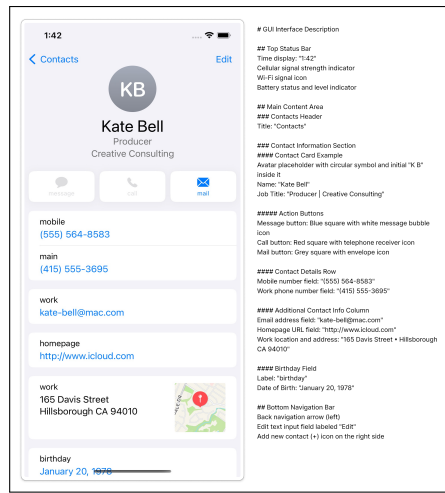 1:42
Contacts
Edit
KB
Kate Bell
Producer
Creative Consulting
message
call
mail
mobile
(555) 564-8583
main
(415) 555-3695
work
kate-bell@mac.com
homepage
http://www.icloud.com
work
165 Davis Street
Hillsborough CA 94010
birthday
January 20, 1978
# GUI Interface Description
## Top Status Bar
Time display: "1:42"
Cellular signal strength indicator
Wi-Fi signal icon
Battery status and level indicator
## Main Content Area
### Contacts Header
Title: "Contacts"
### Contact Information Section
#### Contact Card Example
Avatar placeholder with circular symbol and initial "K B"
inside it
Name: "Kate Bell"
Job Title: "Producer | Creative Consulting"
##### Action Buttons
Message button: Blue square with white message bubble
icon
Call button: Red square with telephone receiver icon
Mail button: Grey square with envelope icon
#### Contact Details Row
Mobile number field: "(555) 564-8583"
Work phone number field: "(415) 555-3695"
#### Additional Contact Info Column
Email address field: "kate-bell@mac.com"
Homepage URL field: "http://www.icloud.com"
Work location and address: "165 Davis Street • Hillsborough
CA 94010"
#### Birthday Field
Label: "birthday"
Date of Birth: "January 20, 1978"
## Bottom Navigation Bar
Back navigation arrow (left)
Edit text input field labeled "Edit"
Add new contact (+) icon on the right side